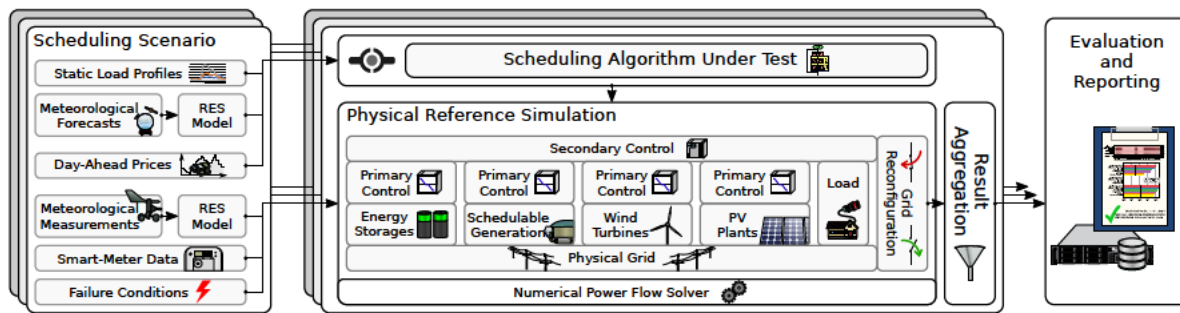 Scheduling Scenario
Static Load Profiles
Meteorological
Forecasts
RES
Model
Day-Ahead Prices
Meteorological
Measurements
RES
Model
Smart-Meter Data
Failure Conditions
Scheduling Algorithm Under Test
Physical Reference Simulation
Secondary Control
Primary
Control
Primary
Control
Primary
Control
Primary
Control
Load
Energy
Storages
Schedulable
Generation
Wind
Turbines
PV
Plants
Physical Grid
Grid
Reconfiguration
Numerical Power Flow Solver
Result
Aggregation
Evaluation
and
Reporting